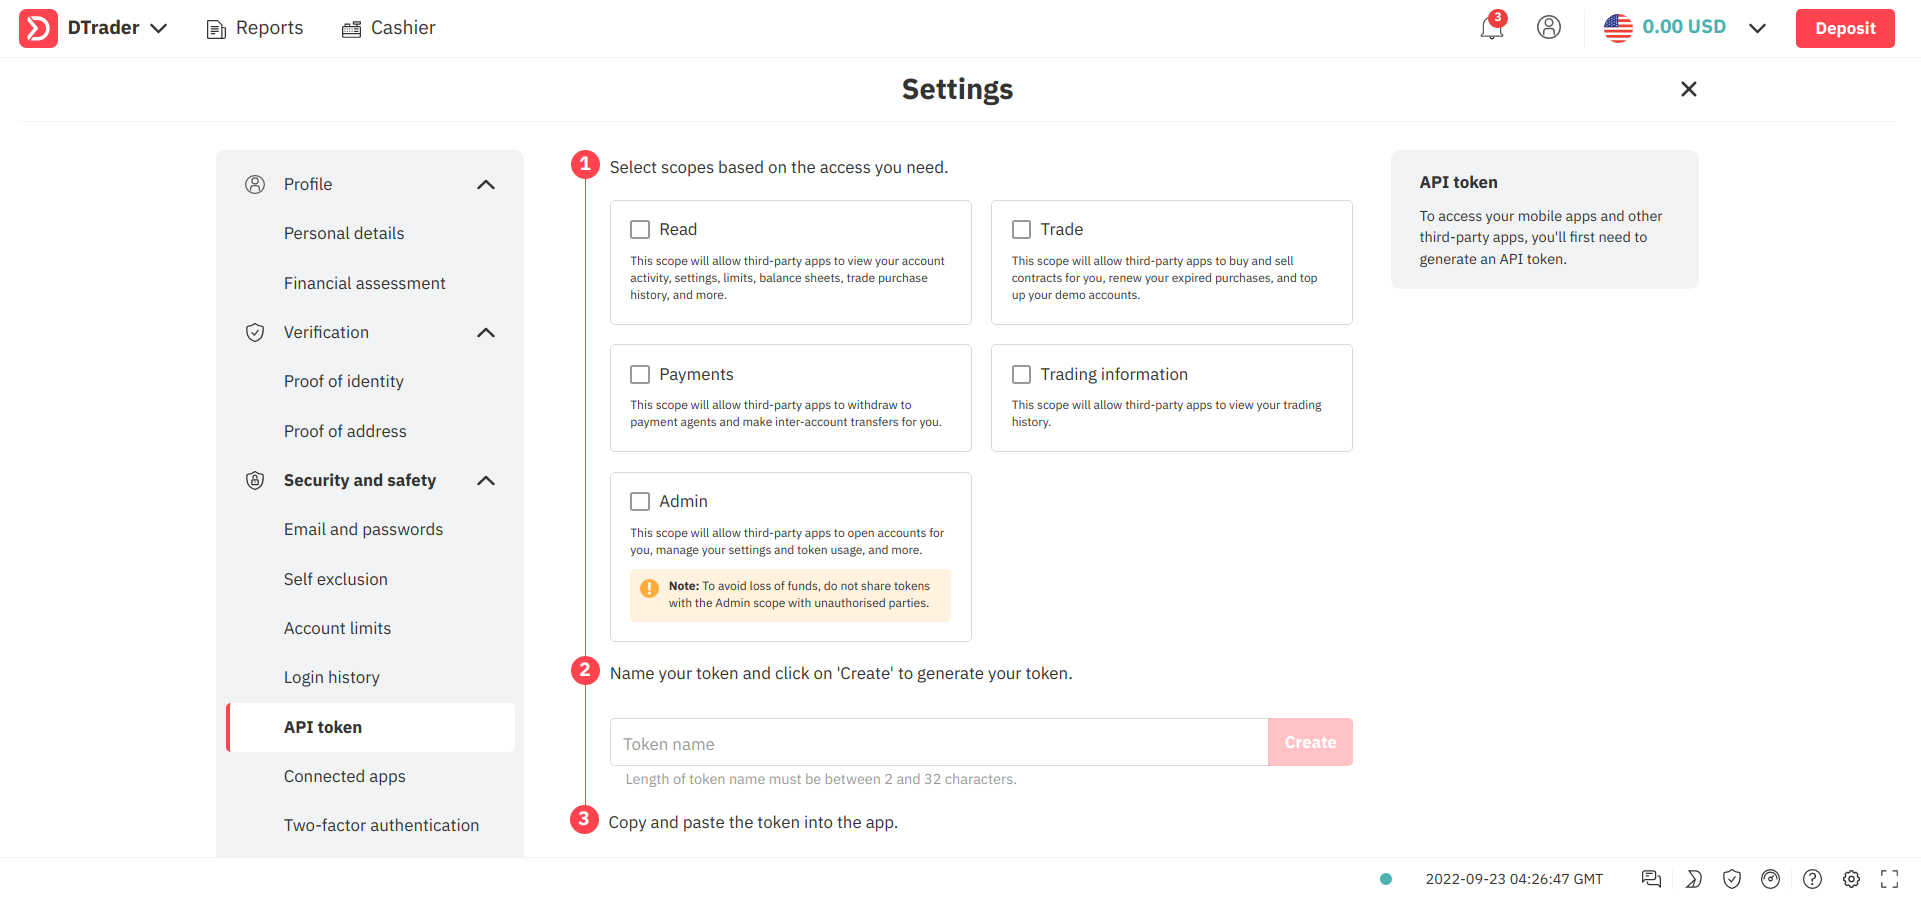 DTrader
Reports
Cashier
3
0.00 USD
Deposit
Settings
Profile
Personal details
Financial assessment
Verification
Proof of identity
Proof of address
Security and safety
Email and passwords
Self exclusion
Account limits
Login history
API token
Connected apps
Two-factor authentication
1
Select scopes based on the access you need.
Read
This scope will allow third-party apps to view your account
activity, settings, limits, balance sheets, trade purchase
history, and more.
Trade
This scope will allow third-party apps to buy and sell
contracts for you, renew your expired purchases, and top
up your demo accounts.
Payments
This scope will allow third-party apps to withdraw to
payment agents and make inter-account transfers for you.
Trading information
This scope will allow third-party apps to view your trading
history.
Admin
This scope will allow third-party apps to open accounts for
you, manage your settings and token usage, and more.
Note: To avoid loss of funds, do not share tokens
with the Admin scope with unauthorised parties.
2
Name your token and click on 'Create' to generate your token.
Token name
Create
Length of token name must be between 2 and 32 characters.
3
Copy and paste the token into the app.
API token
To access your mobile apps and other
third-party apps, you'll first need to
generate an API token.
2022-09-23 04:26:47 GMT